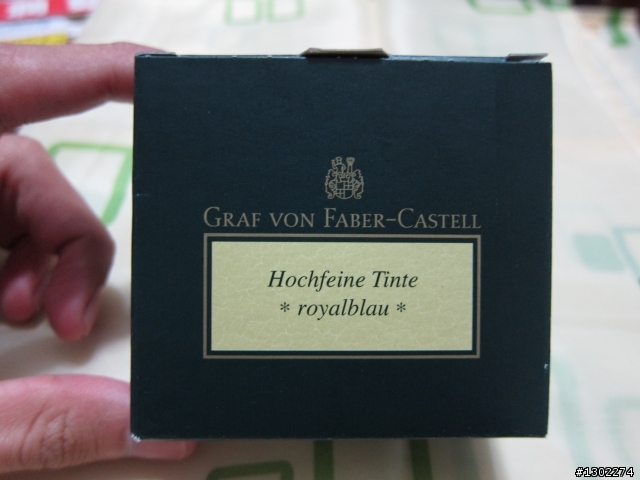 GRAF VON FABER-CASTELL
Hochfeine Tinte
* royalblau *
#1302274